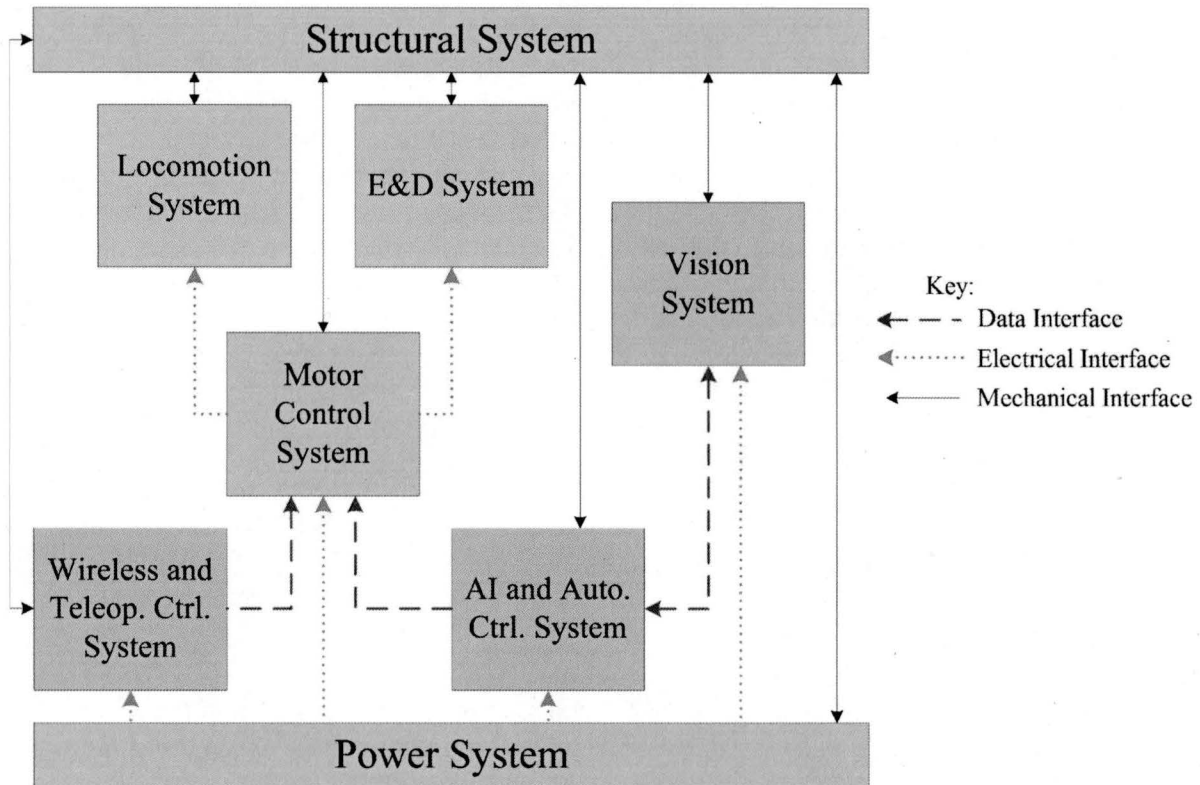 Structural System
Locomotion
System
E&D System
Vision
System
Key:
Data Interface
Electrical Interface
Mechanical Interface
Motor
Control
System
Wireless and
Teleop. Ctrl.
System
AI and Auto.
Ctrl. System
Power System